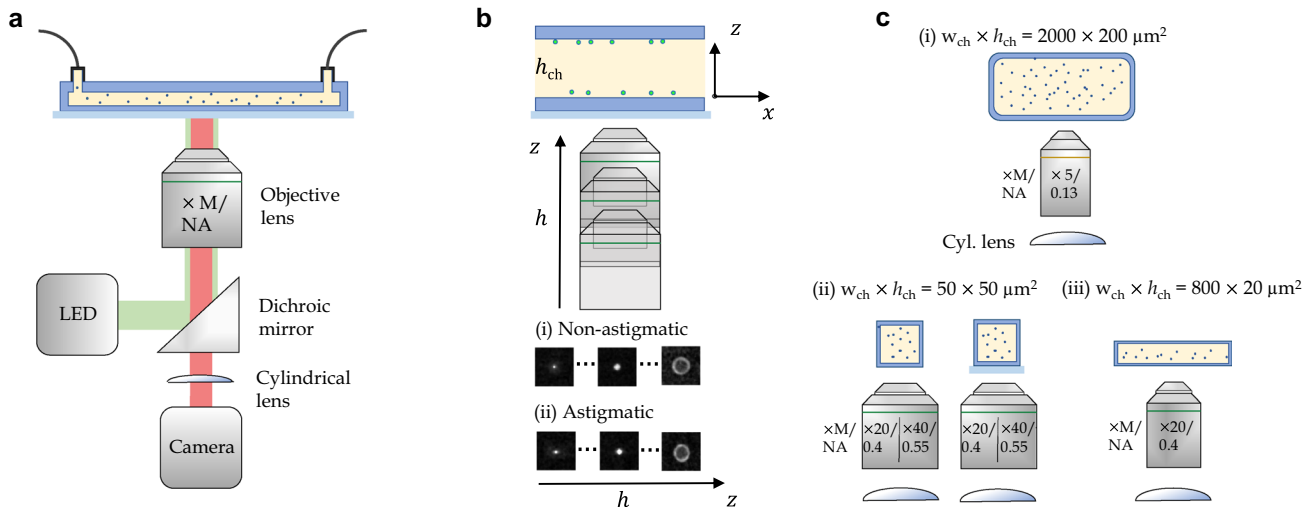 a
× M/
NA
Objective
lens
LED
Dichroic
mirror
Cylindrical
lens
Camera
b
z
h_ch
x
z
h
(i) Non-astigmatic
(ii) Astigmatic
h
z
c
(i) w_ch × h_ch = 2000 × 200 μm²
×M/
NA
× 5/
0.13
Cyl. lens
(ii) w_ch × h_ch = 50 × 50 μm²
×M/
NA
×20/
0.4
×40/
0.55
×20/
0.4
×40/
0.55
(iii) w_ch × h_ch = 800 × 20 μm²
×M/
NA
×20/
0.4